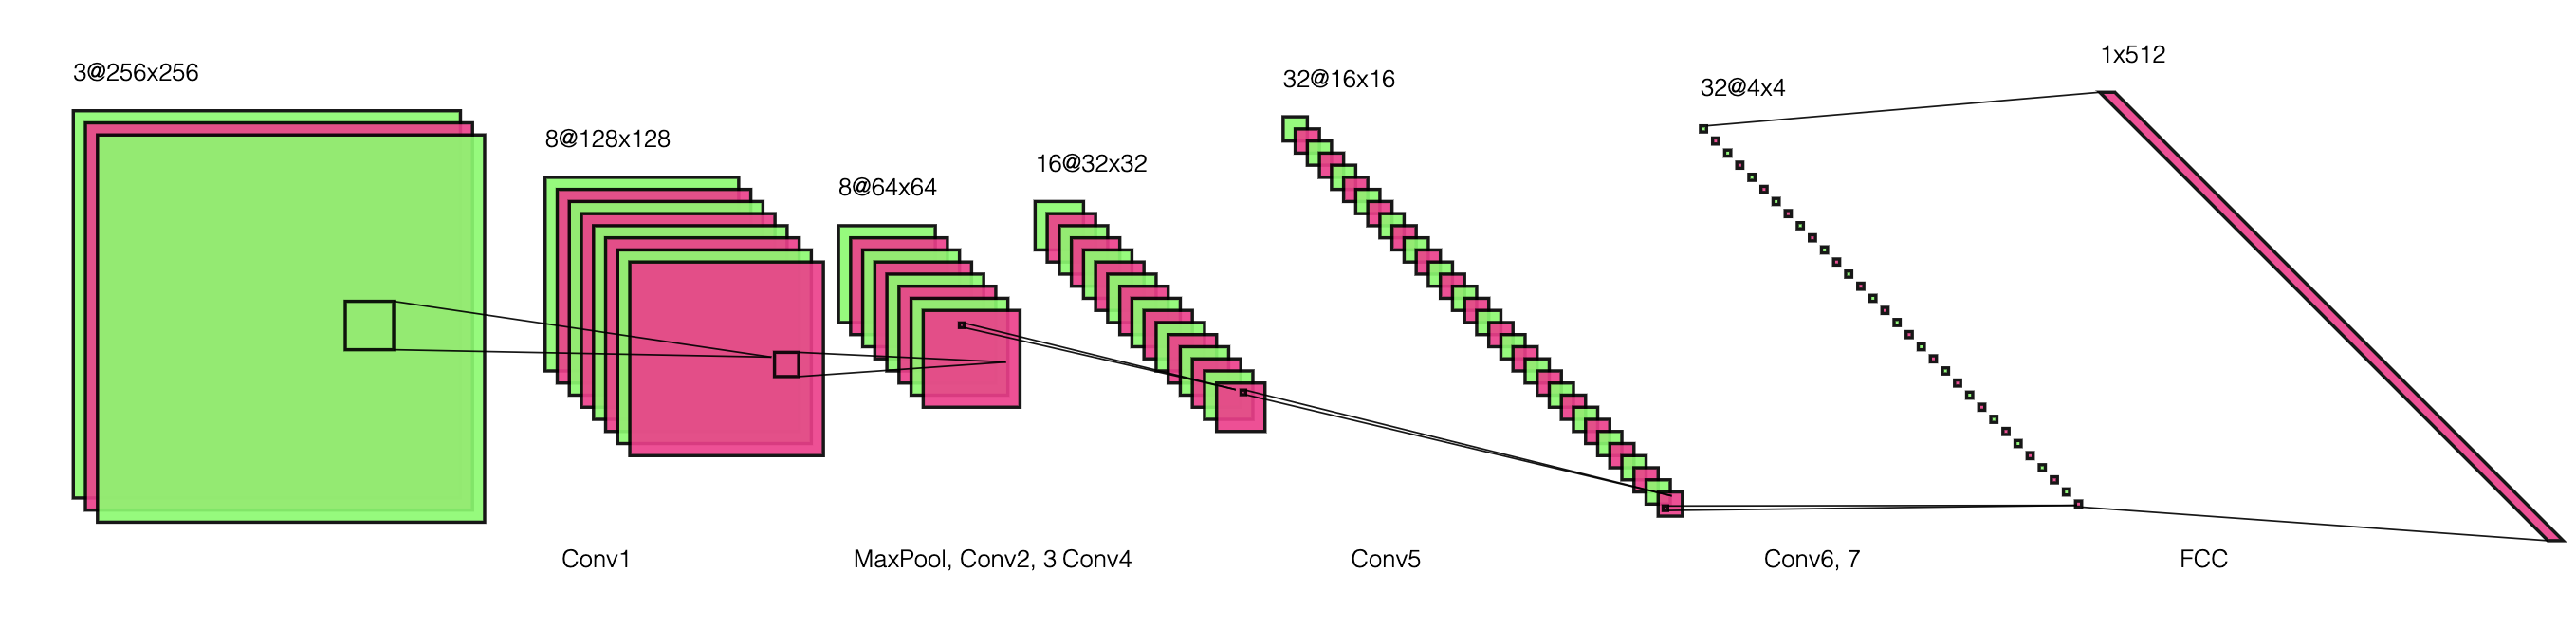 3@256x256
8@128x128
8@64x64
16@32x32
32@16x16
32@4x4
1x512
Conv1
MaxPool, Conv2, 3 Conv4
Conv5
Conv6, 7
FCC